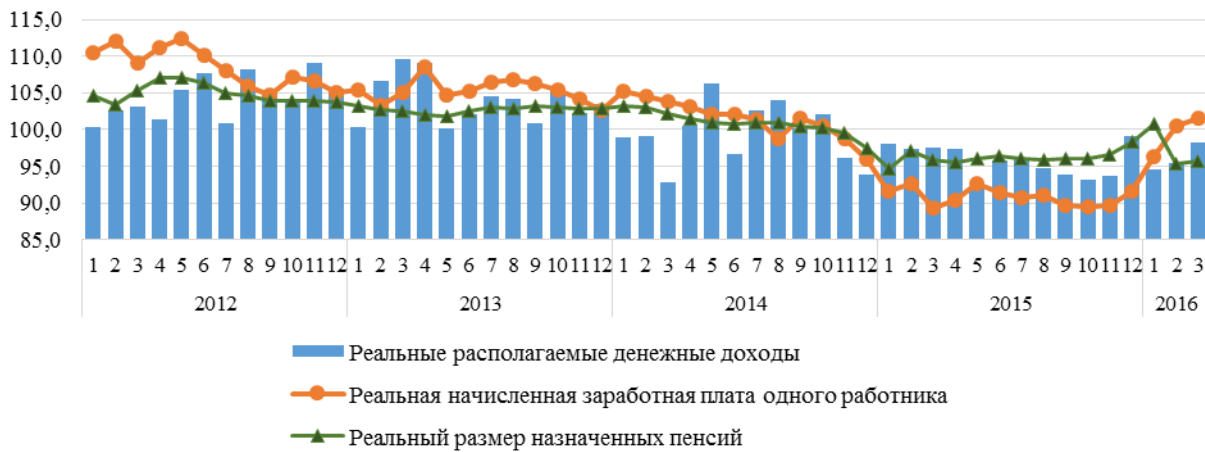 115,0
110,0
105,0
100,0
95,0
90,0
85,0
1 2 3 4 5 6 7 8 9 10 11 12 1 2 3 4 5 6 7 8 9 10 11 12 1 2 3 4 5 6 7 8 9 10 11 12 1 2 3 4 5 6 7 8 9 10 11 12 1 2 3
2012 2013 2014 2015 2016
Реальные располагаемые денежные доходы
Реальная начисленная заработная плата одного работника
Реальный размер назначенных пенсий